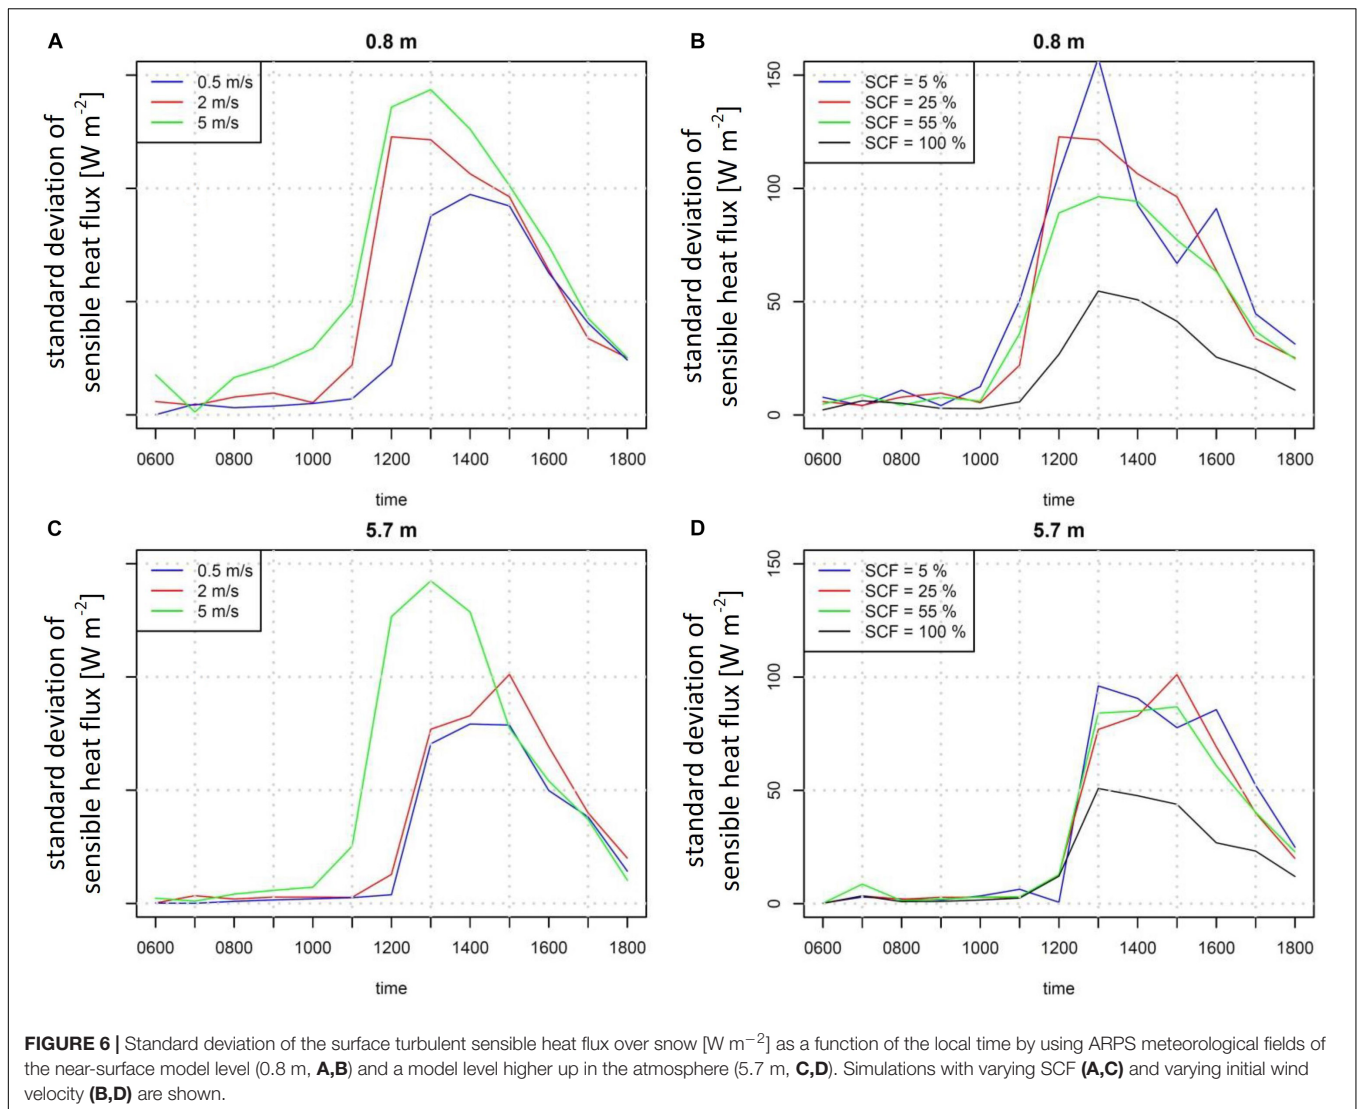 A
0.8 m
standard deviation of
sensible heat flux [W m-2]
0.5 m/s
2 m/s
5 m/s
0600 0800 1000 1200 1400 1600 1800
time
B
0.8 m
standard deviation of
sensible heat flux [W m-2]
150
100
50
0
SCF = 5 %
SCF = 25 %
SCF = 55 %
SCF = 100 %
0600 0800 1000 1200 1400 1600 1800
time
C
5.7 m
standard deviation of
sensible heat flux [W m-2]
0.5 m/s
2 m/s
5 m/s
0600 0800 1000 1200 1400 1600 1800
time
D
5.7 m
standard deviation of
sensible heat flux [W m-2]
150
100
50
0
SCF = 5 %
SCF = 25 %
SCF = 55 %
SCF = 100 %
0600 0800 1000 1200 1400 1600 1800
time
FIGURE 6 | Standard deviation of the surface turbulent sensible heat flux over snow [W m−2] as a function of the local time by using ARPS meteorological fields of
the near-surface model level (0.8 m, A,B) and a model level higher up in the atmosphere (5.7 m, C,D). Simulations with varying SCF (A,C) and varying initial wind
velocity (B,D) are shown.